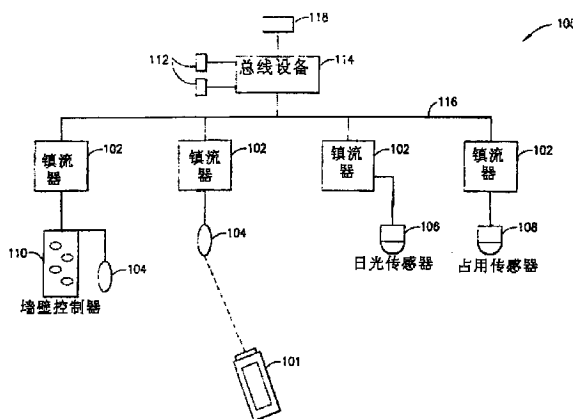 118
112
总线设备
114
116
镇流
器
102
镇流
器
102
镇流
器
102
镇流
器
102
110
104
墙壁控制器
104
106
日光传感器
108
占用传感器
101